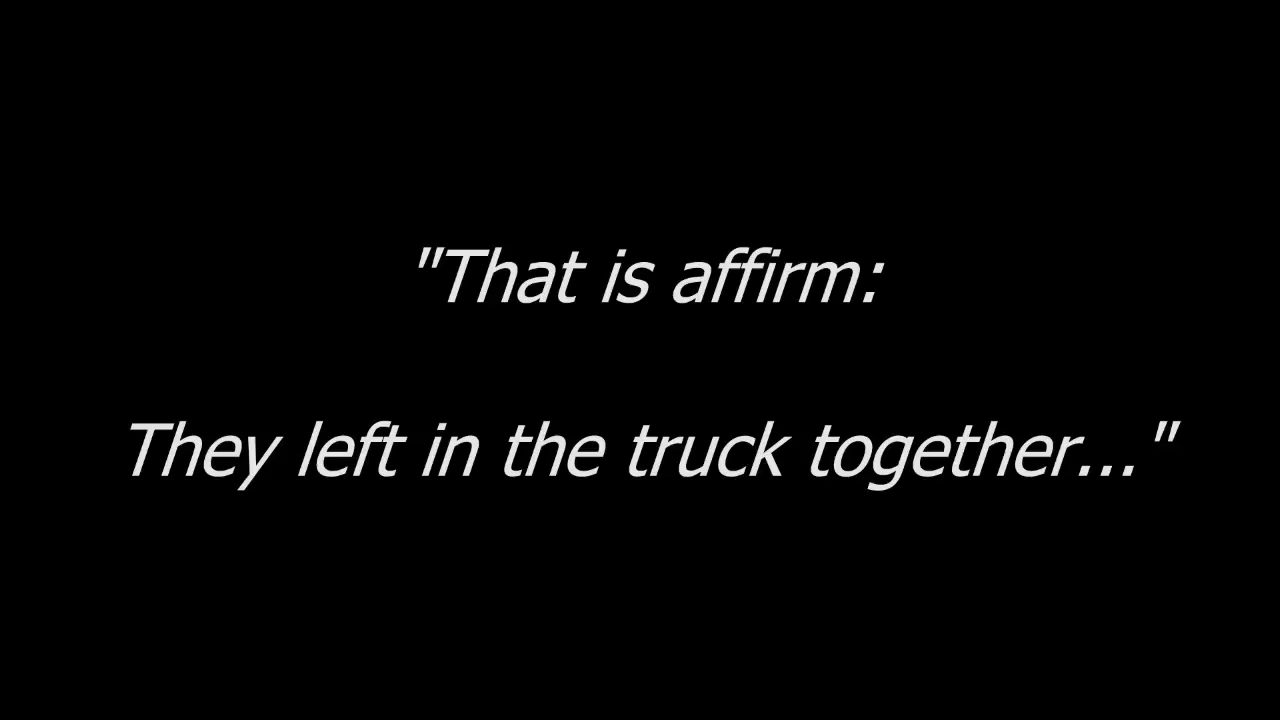 "That is affirm:
They left in the truck together..."